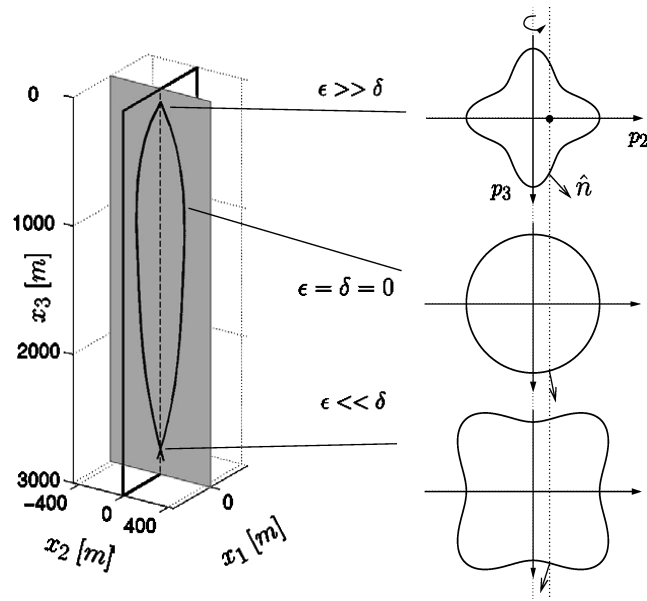 0
1000
2000
3000
x₃ [m]
−400
0
400
x₂ [m]
0
x₁ [m]
ϵ >> δ
ϵ = δ = 0
ϵ << δ
p₂
p₃
n̂